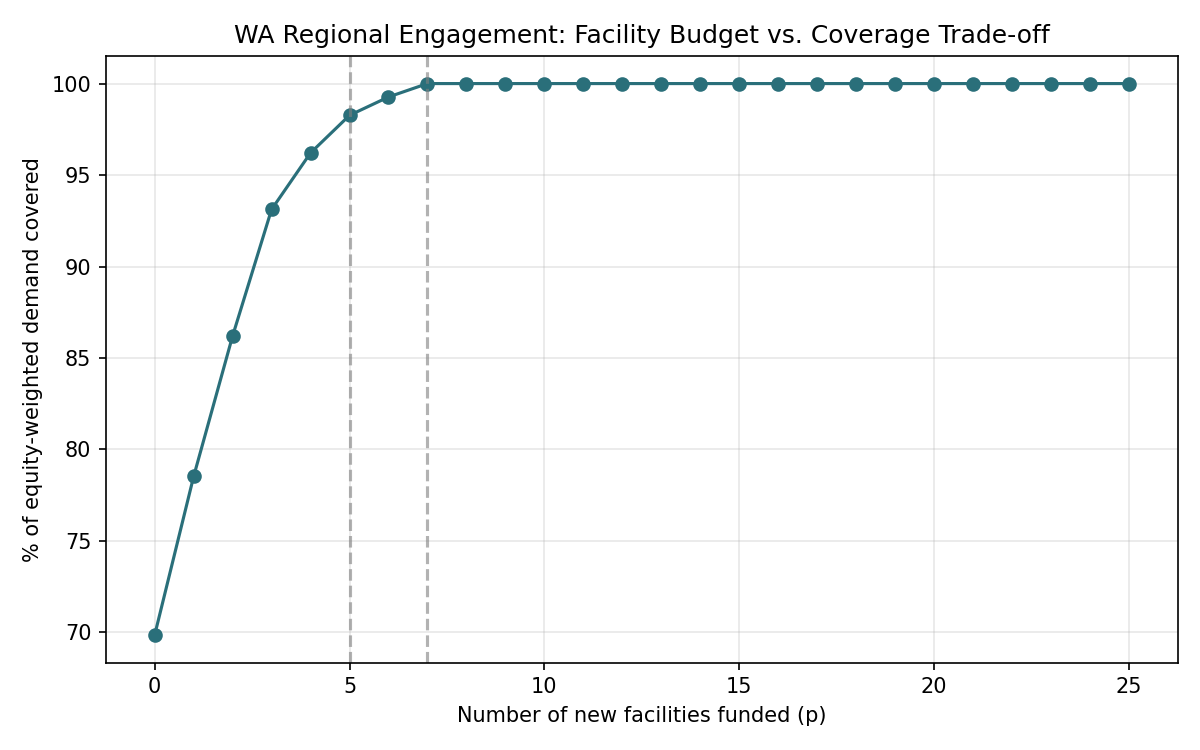 WA Regional Engagement: Facility Budget vs. Coverage Trade-off
% of equity-weighted demand covered
100
95
90
85
80
75
70
0 5 10 15 20 25
Number of new facilities funded (p)